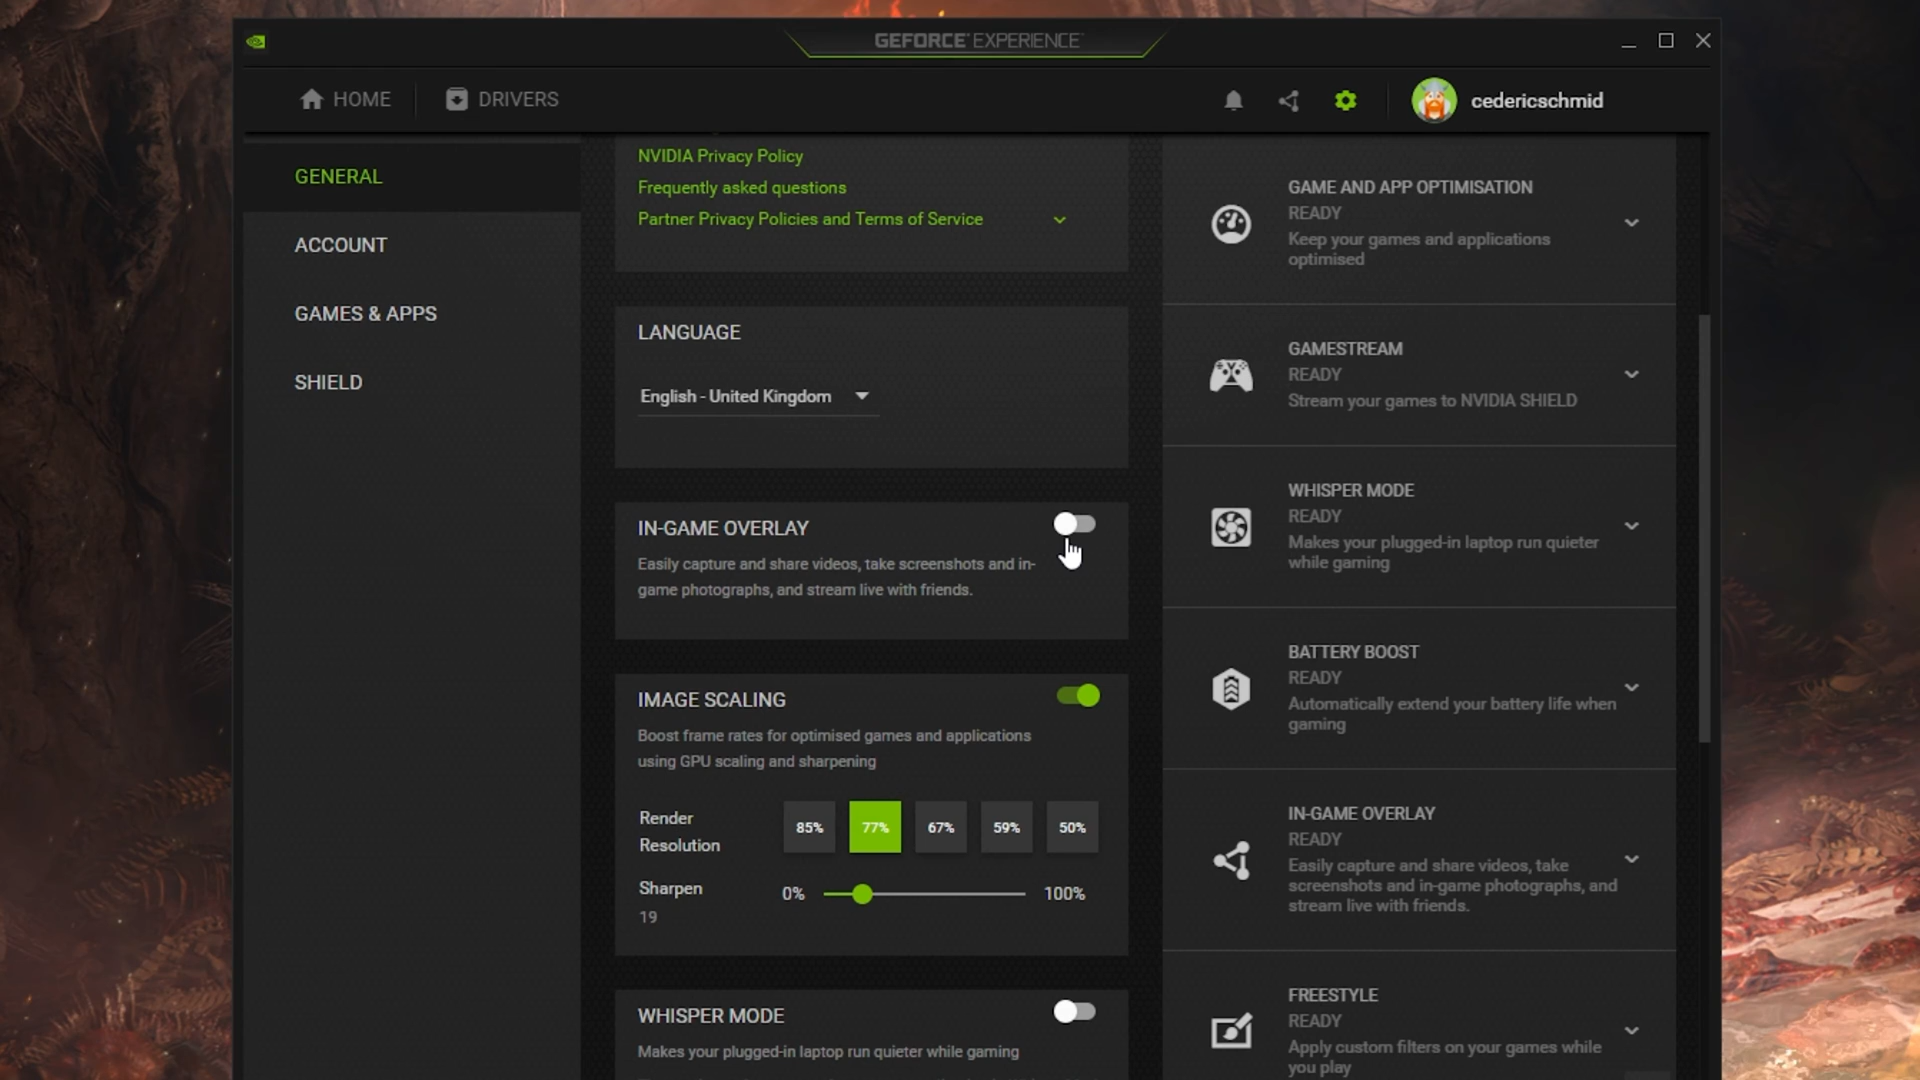 GEFORCE EXPERIENCE
HOME
DRIVERS
cedericschmid
GENERAL
ACCOUNT
GAMES & APPS
SHIELD
NVIDIA Privacy Policy
Frequently asked questions
Partner Privacy Policies and Terms of Service
LANGUAGE
English - United Kingdom
IN-GAME OVERLAY
Easily capture and share videos, take screenshots and in-
game photographs, and stream live with friends.
IMAGE SCALING
Boost frame rates for optimised games and applications
using GPU scaling and sharpening
Render
Resolution
85%
77%
67%
59%
50%
Sharpen
19
0%
100%
WHISPER MODE
Makes your plugged-in laptop run quieter while gaming
GAME AND APP OPTIMISATION
READY
Keep your games and applications
optimised
GAMESTREAM
READY
Stream your games to NVIDIA SHIELD
WHISPER MODE
READY
Makes your plugged-in laptop run quieter
while gaming
BATTERY BOOST
READY
Automatically extend your battery life when
gaming
IN-GAME OVERLAY
READY
Easily capture and share videos, take
screenshots and in-game photographs, and
stream live with friends.
FREESTYLE
READY
Apply custom filters on your games while
you play